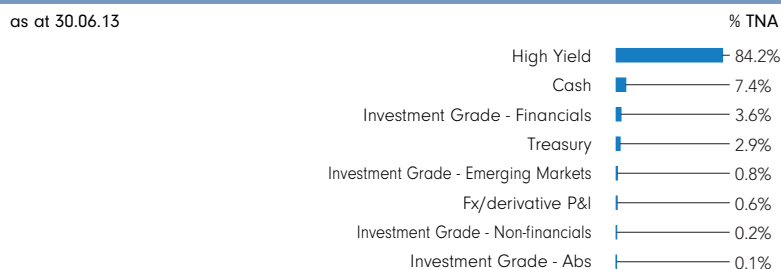 as at 30.06.13 % TNA
High Yield 84.2%
Cash 7.4%
Investment Grade - Financials 3.6%
Treasury 2.9%
Investment Grade - Emerging Markets 0.8%
Fx/derivative P&I 0.6%
Investment Grade - Non-financials 0.2%
Investment Grade - Abs 0.1%